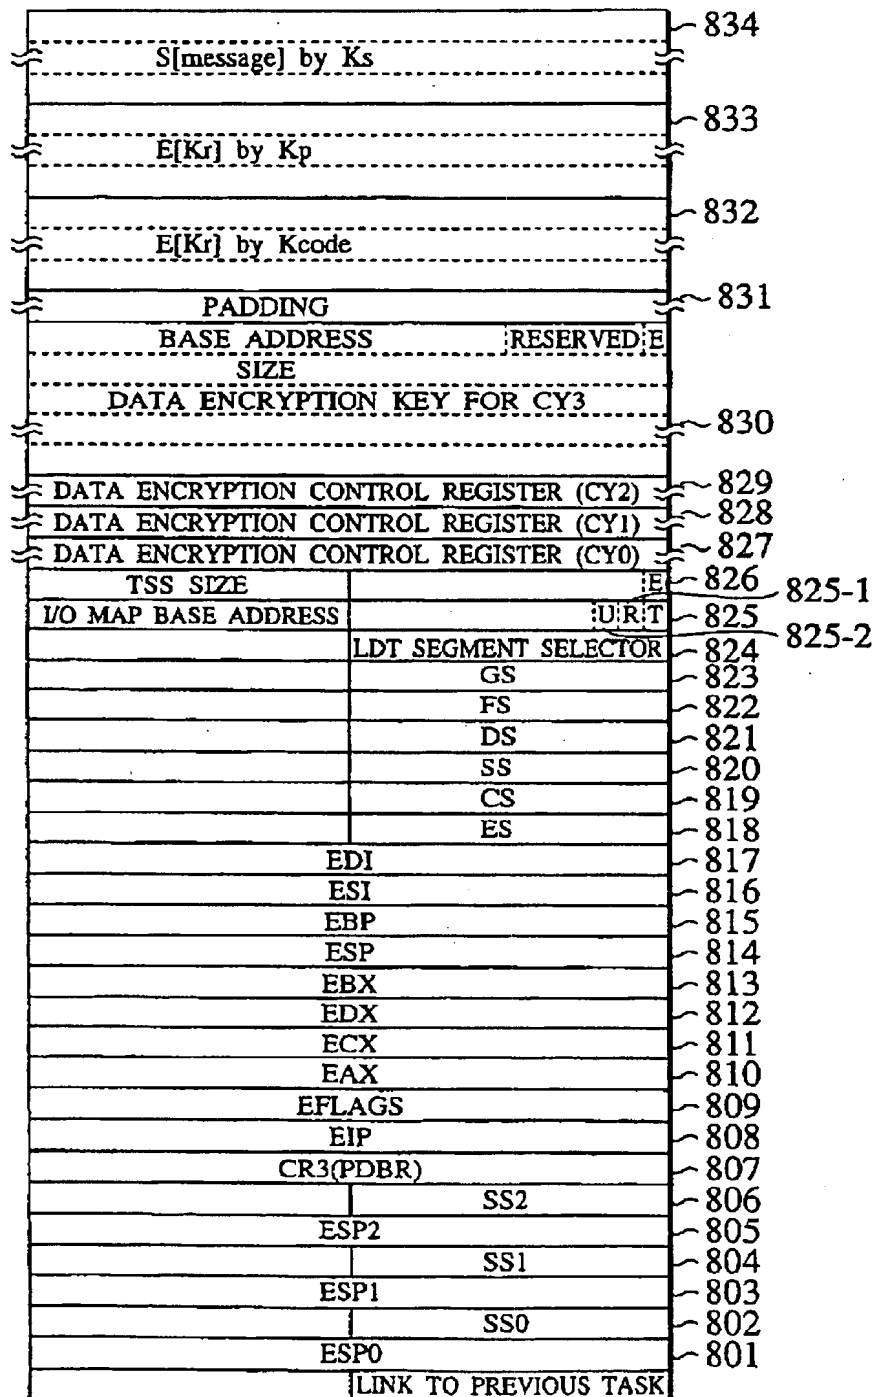 834
S[message] by Ks
833
E[Kr] by Kp
832
E[Kr] by Kcode
PADDING 831
BASE ADDRESS RESERVED E
SIZE
DATA ENCRYPTION KEY FOR CY3
830
DATA ENCRYPTION CONTROL REGISTER (CY2) 829
DATA ENCRYPTION CONTROL REGISTER (CY1) 828
DATA ENCRYPTION CONTROL REGISTER (CY0) 827
TSS SIZE E 826 825-1
I/O MAP BASE ADDRESS U R T 825 825-2
LDT SEGMENT SELECTOR 824
GS 823
FS 822
DS 821
SS 820
CS 819
ES 818
EDI 817
ESI 816
EBP 815
ESP 814
EBX 813
EDX 812
ECX 811
EAX 810
EFLAGS 809
EIP 808
CR3(PDBR) 807
SS2 806
ESP2 805
SS1 804
ESP1 803
SS0 802
ESP0 801
LINK TO PREVIOUS TASK